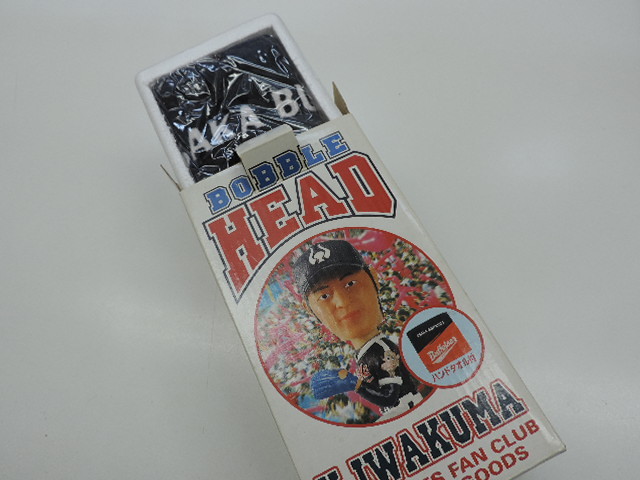 AKA BU
BOBBLE
HEAD
Buffaloes
ハンドタオル付
IWAKUMA
FAN CLUB
GOODS